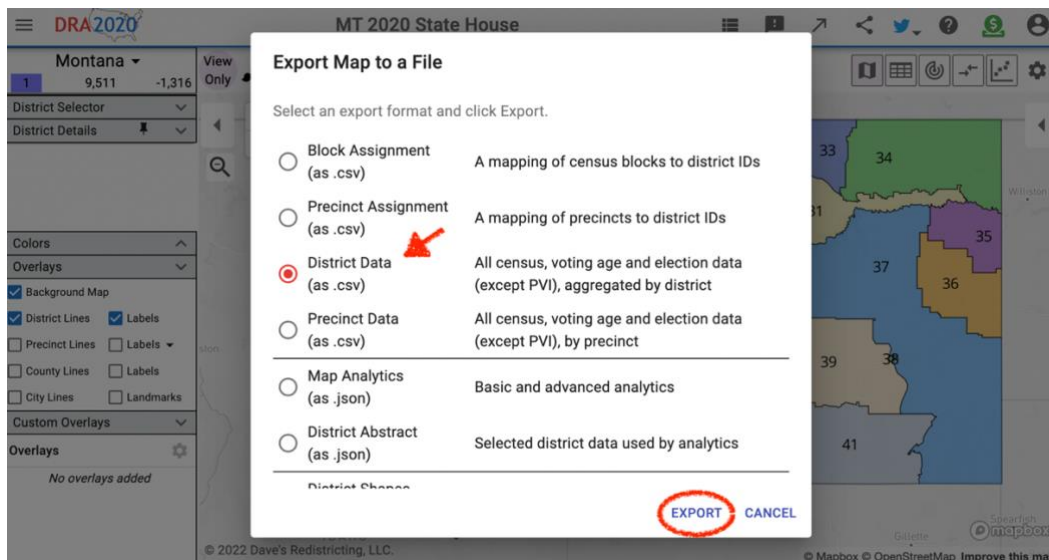 DRA2020
MT 2020 State House
Montana
1 9,511 -1,316
View
Only
District Selector
District Details
Export Map to a File
Select an export format and click Export.
Block Assignment
(as .csv)
A mapping of census blocks to district IDs
Precinct Assignment
(as .csv)
A mapping of precincts to district IDs
District Data
(as .csv)
All census, voting age and election data
(except PVI), aggregated by district
Precinct Data
(as .csv)
All census, voting age and election data
(except PVI), by precinct
Map Analytics
(as .json)
Basic and advanced analytics
District Abstract
(as .json)
Selected district data used by analytics
District Shapes
EXPORT CANCEL
Colors
Overlays
Background Map
District Lines Labels
Precinct Lines Labels
County Lines Labels
City Lines Landmarks
Custom Overlays
Overlays
No overlays added
33
34
Williston
31
35
37
36
39
38
41
Spearfish
Gillette
mapbox
© 2022 Dave's Redistricting, LLC.
© Mapbox © OpenStreetMap Improve this ma